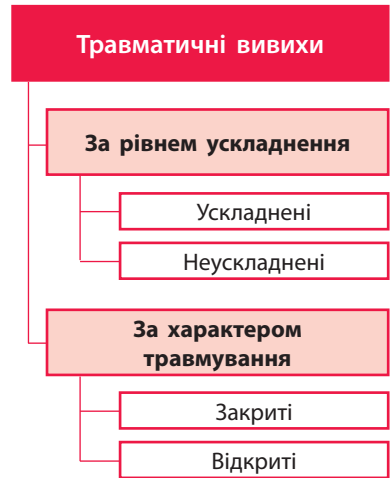 Травматичні вивихи
За рівнем ускладнення
Ускладнені
Неускладнені
За характером
травмування
Закриті
Відкриті